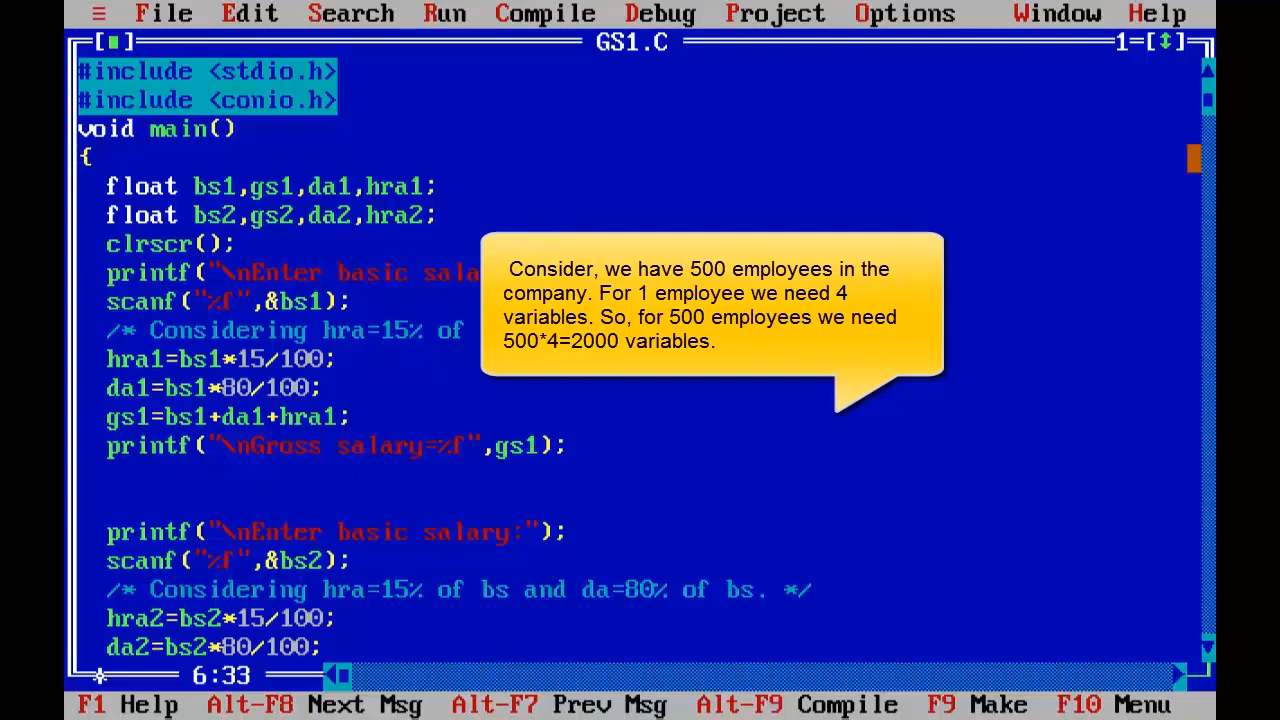 ≡ File Edit Search Run Compile Debug Project Options Window Help
[■] GS1.C 1=[↕]
#include <stdio.h>
#include <conio.h>
void main()
{
float bs1,gs1,da1,hra1;
float bs2,gs2,da2,hra2;
clrscr();
printf("\nEnter basic sala
scanf("%f",&bs1);
/* Considering hra=15% of
hra1=bs1*15/100;
da1=bs1*80/100;
gs1=bs1+da1+hra1;
printf("\nGross salary=%f",gs1);
Consider, we have 500 employees in the
company. For 1 employee we need 4
variables. So, for 500 employees we need
500*4=2000 variables.
printf("\nEnter basic salary:");
scanf("%f",&bs2);
/* Considering hra=15% of bs and da=80% of bs. */
hra2=bs2*15/100;
da2=bs2*80/100;
6:33
F1 Help Alt-F8 Next Msg Alt-F7 Prev Msg Alt-F9 Compile F9 Make F10 Menu